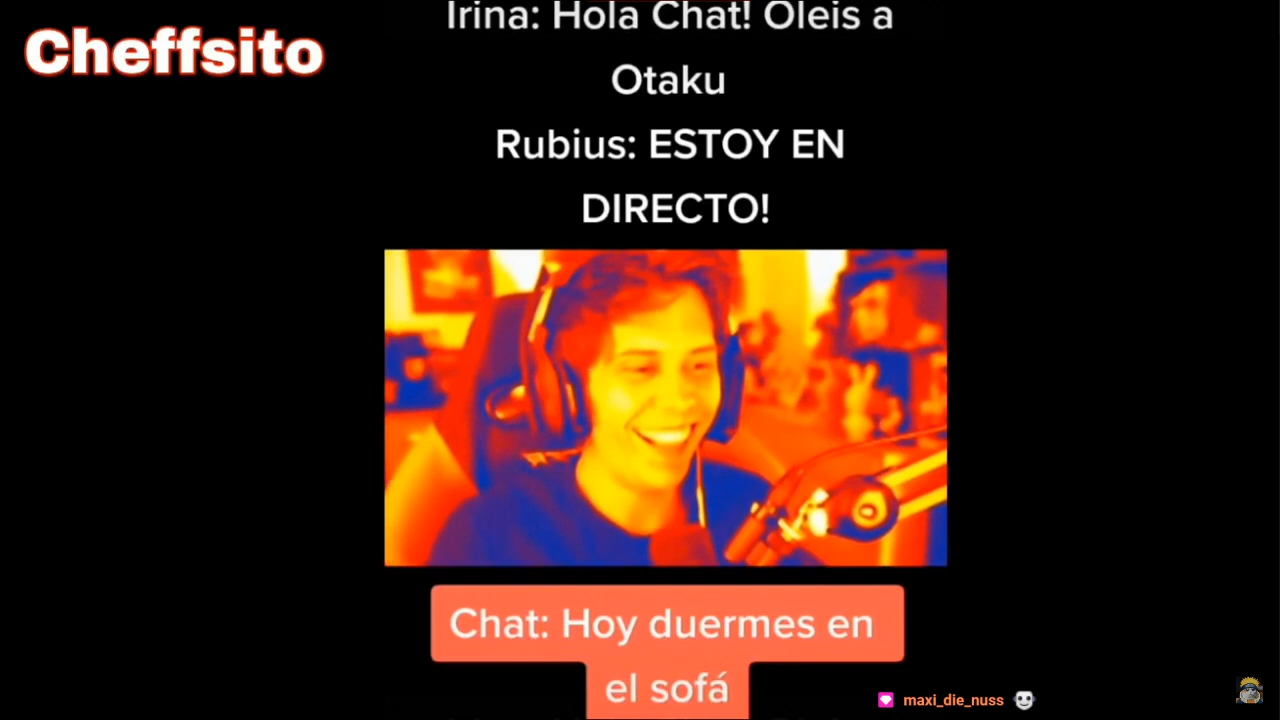 Cheffsito
Irina: Hola Chat! Oleis a
Otaku
Rubius: ESTOY EN
DIRECTO!
Chat: Hoy duermes en
el sofá
maxi_die_nuss